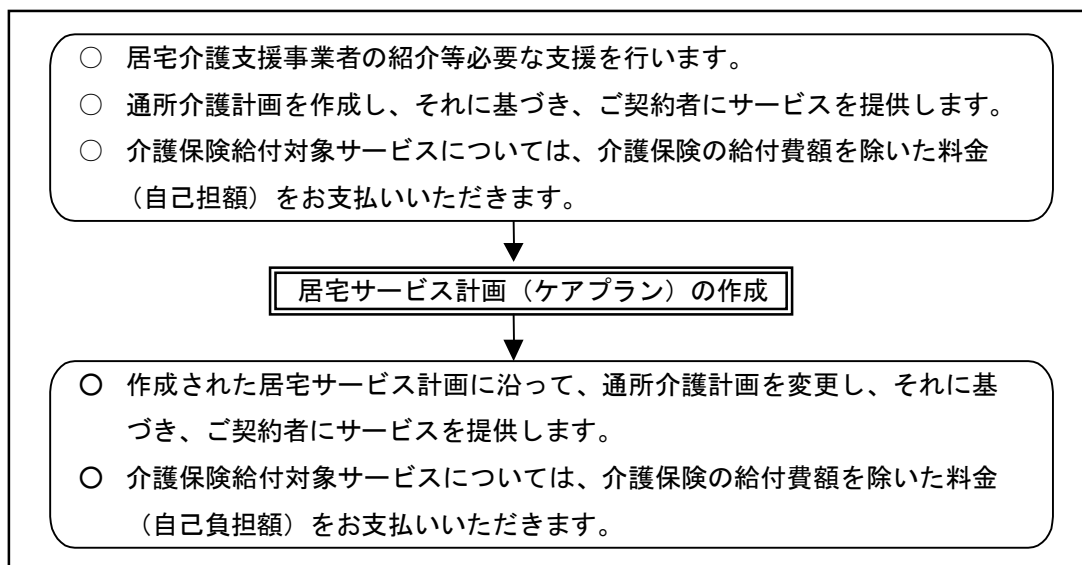 ○ 居宅介護支援事業者の紹介等必要な支援を行います。
○ 通所介護計画を作成し、それに基づき、ご契約者にサービスを提供します。
○ 介護保険給付対象サービスについては、介護保険の給付費額を除いた料金
（自己担額）をお支払いいただきます。
居宅サービス計画（ケアプラン）の作成
○ 作成された居宅サービス計画に沿って、通所介護計画を変更し、それに基
づき、ご契約者にサービスを提供します。
○ 介護保険給付対象サービスについては、介護保険の給付費額を除いた料金
（自己負担額）をお支払いいただきます。